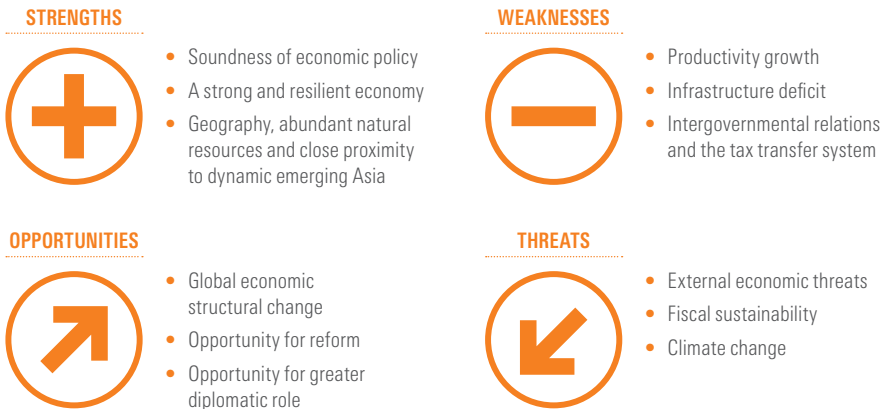 STRENGTHS
• Soundness of economic policy
• A strong and resilient economy
• Geography, abundant natural
resources and close proximity
to dynamic emerging Asia
WEAKNESSES
• Productivity growth
• Infrastructure deficit
• Intergovernmental relations
and the tax transfer system
OPPORTUNITIES
• Global economic
structural change
• Opportunity for reform
• Opportunity for greater
diplomatic role
THREATS
• External economic threats
• Fiscal sustainability
• Climate change